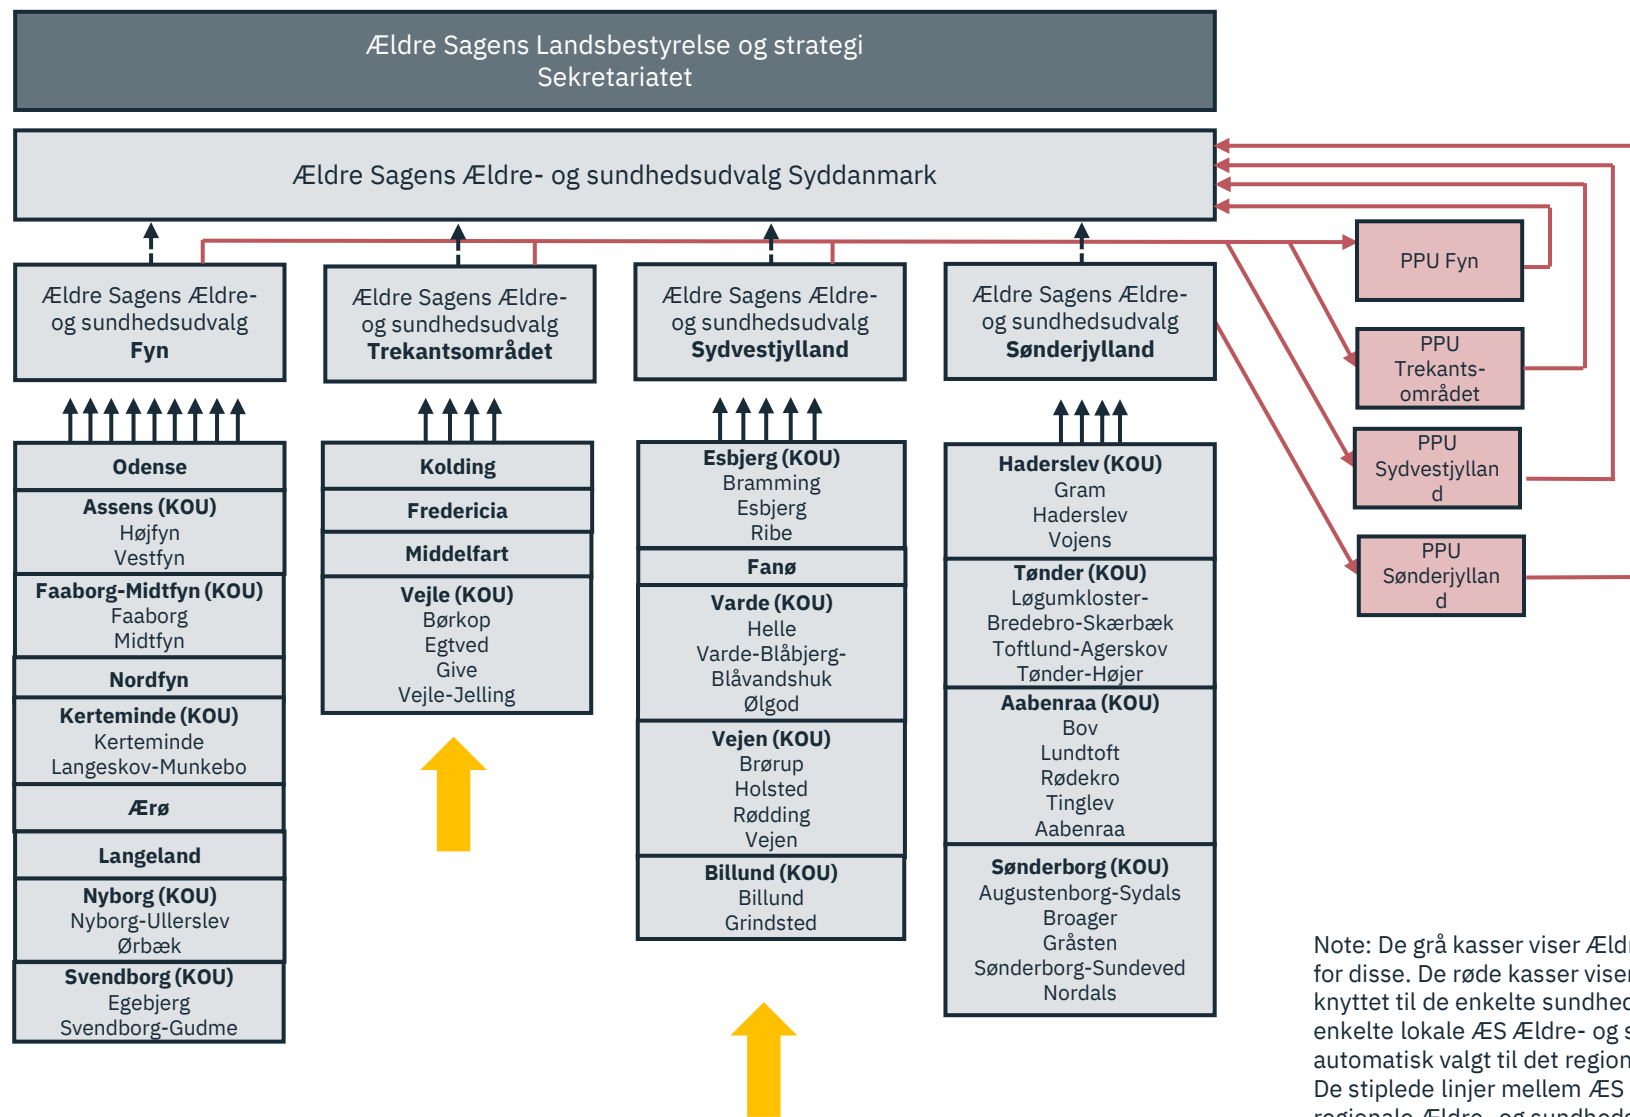 Ældre Sagens Landsbestyrelse og strategi
Sekretariatet
Ældre Sagens Ældre- og sundhedsudvalg Syddanmark
Ældre Sagens Ældre-
og sundhedsudvalg
Fyn
Ældre Sagens Ældre-
og sundhedsudvalg
Trekantsområdet
Ældre Sagens Ældre-
og sundhedsudvalg
Sydvestjylland
Ældre Sagens Ældre-
og sundhedsudvalg
Sønderjylland
PPU Fyn
PPU
Trekants-
området
PPU
Sydvestjyllan
d
PPU
Sønderjyllan
d
Odense
Assens (KOU)
Højfyn
Vestfyn
Faaborg-Midtfyn (KOU)
Faaborg
Midtfyn
Nordfyn
Kerteminde (KOU)
Kerteminde
Langeskov-Munkebo
Ærø
Langeland
Nyborg (KOU)
Nyborg-Ullerslev
Ørbæk
Svendborg (KOU)
Egebjerg
Svendborg-Gudme
Kolding
Fredericia
Middelfart
Vejle (KOU)
Børkop
Egtved
Give
Vejle-Jelling
Esbjerg (KOU)
Bramming
Esbjerg
Ribe
Fanø
Varde (KOU)
Helle
Varde-Blåbjerg-
Blåvandshuk
Ølgod
Vejen (KOU)
Brørup
Holsted
Rødding
Vejen
Billund (KOU)
Billund
Grindsted
Haderslev (KOU)
Gram
Haderslev
Vojens
Tønder (KOU)
Løgumkloster-
Bredebro-Skærbæk
Toftlund-Agerskov
Tønder-Højer
Aabenraa (KOU)
Bov
Lundtoft
Rødekro
Tinglev
Aabenraa
Sønderborg (KOU)
Augustenborg-Sydals
Broager
Gråsten
Sønderborg-Sundeved
Nordals
Note: De grå kasser viser
for disse. De røde kasser viser
knyttet til de enkelte
enkelte lokale ÆS Ældre- og
automatisk valgt til det
De stiplede linjer mellem ÆS
regionale Ældre- og